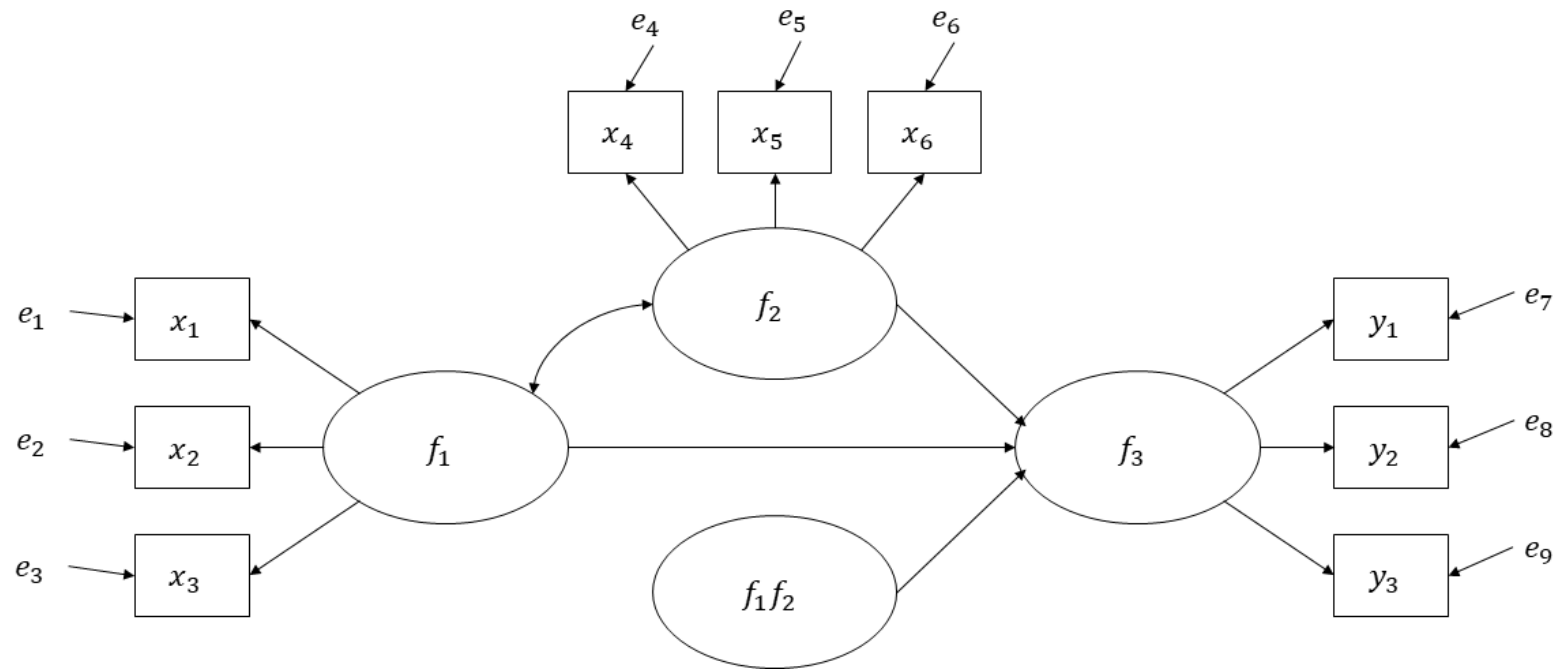 e₄
e₅
e₆
x₄
x₅
x₆
f₂
e₁
x₁
e₂
x₂
e₃
x₃
f₁
f₁f₂
f₃
y₁
e₇
y₂
e₈
y₃
e₉